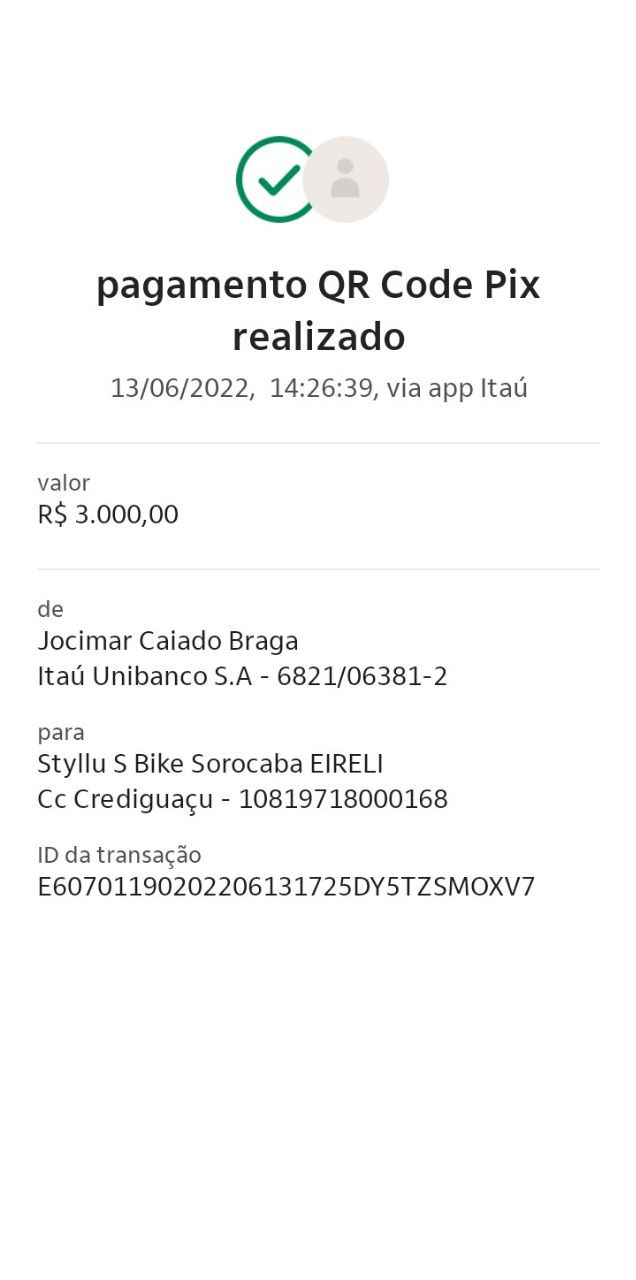 pagamento QR Code Pix
realizado
13/06/2022, 14:26:39, via app Itaú
valor
R$ 3.000,00
de
Jocimar Caiado Braga
Itaú Unibanco S.A - 6821/06381-2
para
Styllu S Bike Sorocaba EIRELI
Cc Crediguaçu - 10819718000168
ID da transação
E60701190202206131725DY5TZSMOXV7